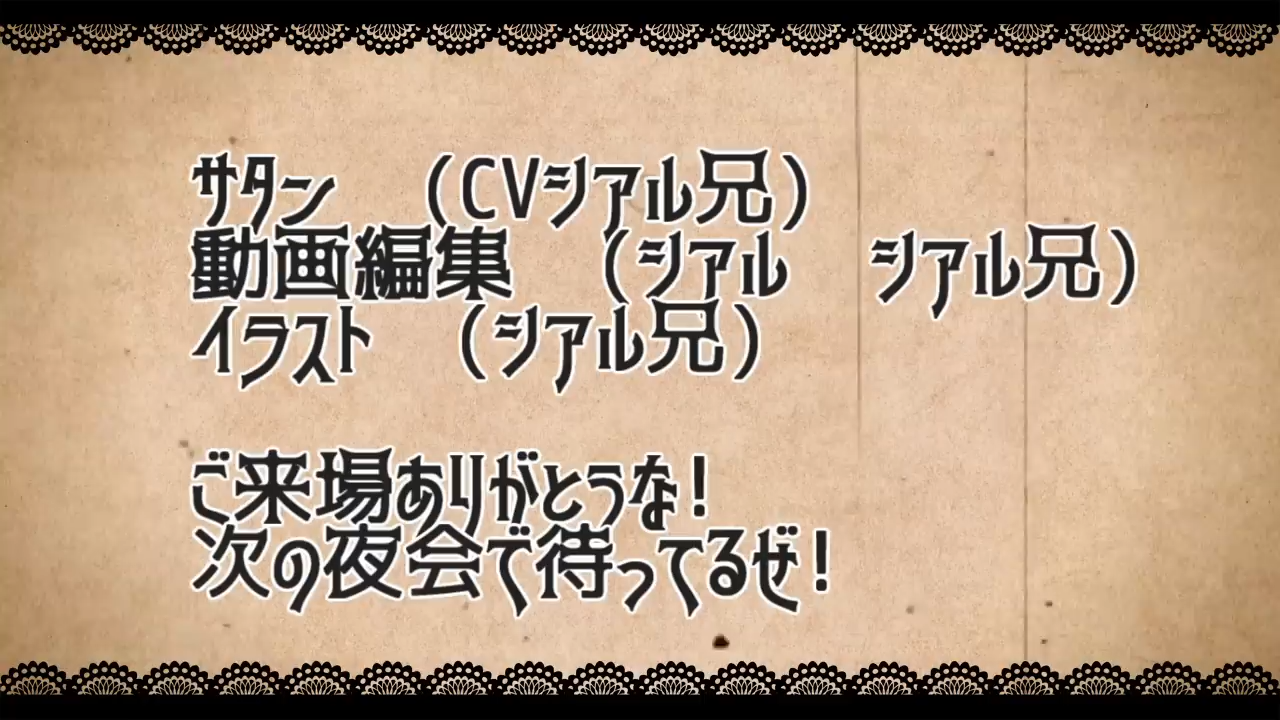 サタン　（CVシアル兄）
動画編集　（シアル　シアル兄）
イラスト　（シアル兄）
ご来場ありがとうな！
次の夜会で待ってるぜ！